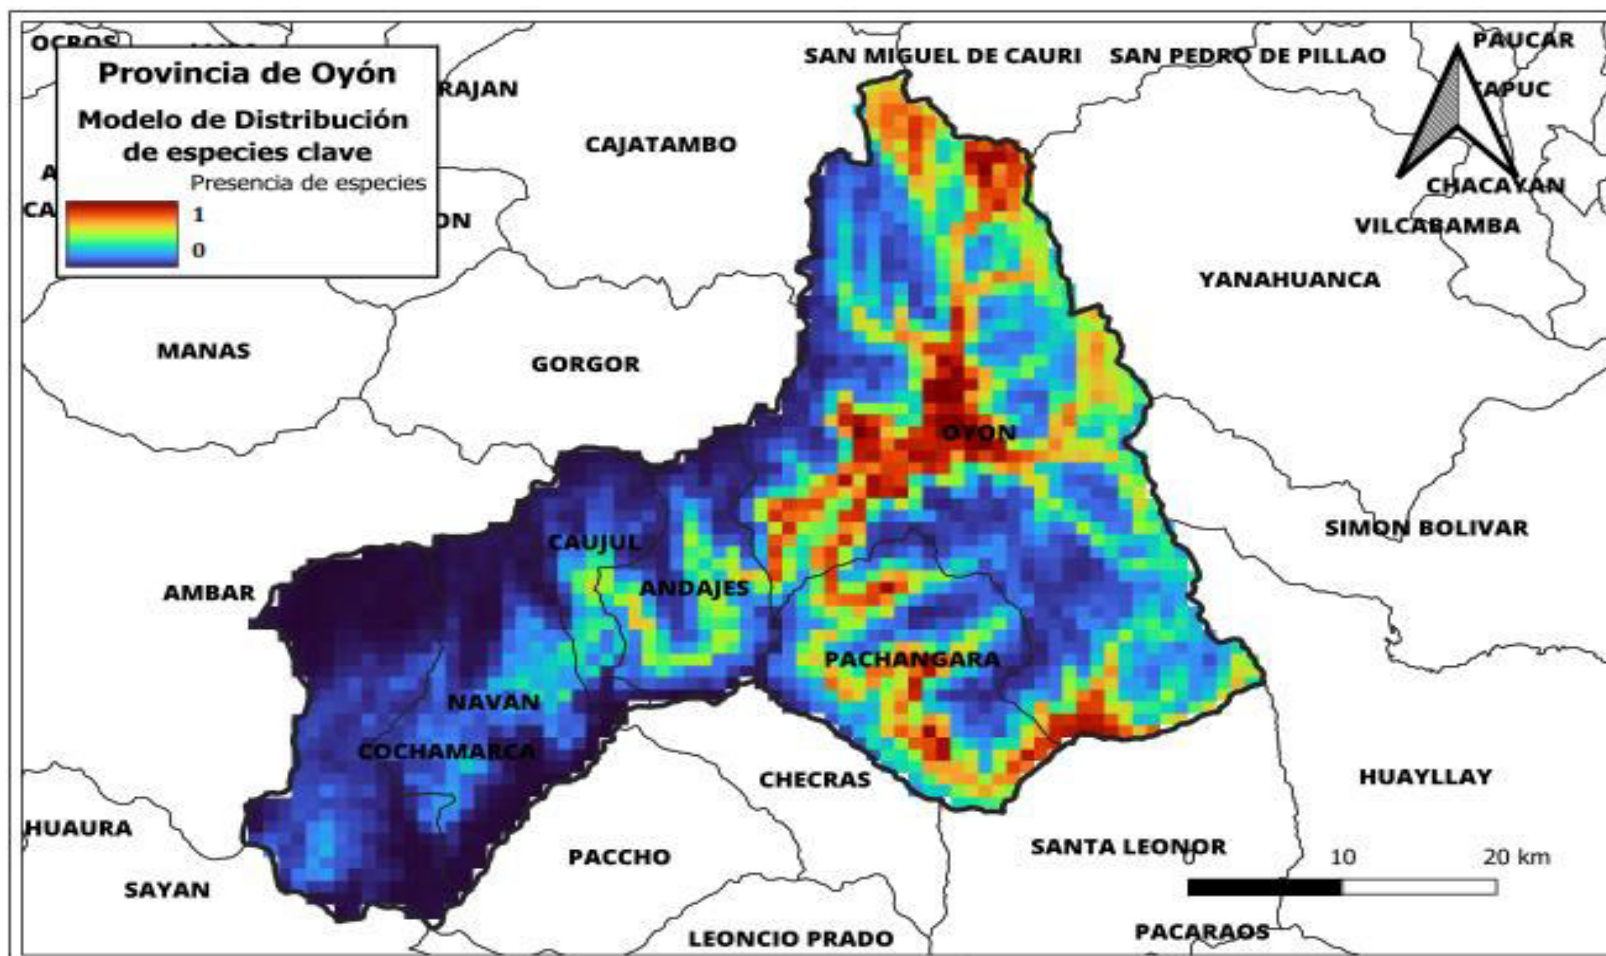 OCROS
SAN MIGUEL DE CAURI
SAN PEDRO DE PILLAO
PAUCAR
Provincia de Oyón
RAJAN
APUC
Modelo de Distribución
de especies clave
CAJATAMBO
Presencia de especies
A
CHACAYAN
CA
1
ON
VILCABAMBA
0
YANAHUANCA
MANAS
GORGOR
OYON
SIMON BOLIVAR
CAUJUL
AMBAR
ANDAJES
PACHANGARA
NAVAN
COCHAMARCA
CHECRAS
HUAYLLAY
HUAURA
PACCHO
SANTA LEONOR
0 10 20 km
SAYAN
LEONCIO PRADO
PACARAOS